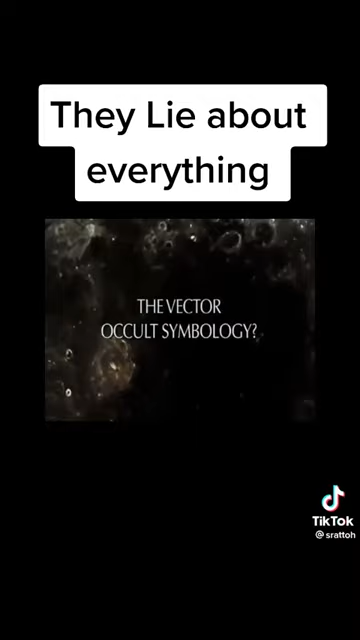 They Lie about
everything
THE VECTOR
OCCULT SYMBOLOGY?
TikTok
@srattoh